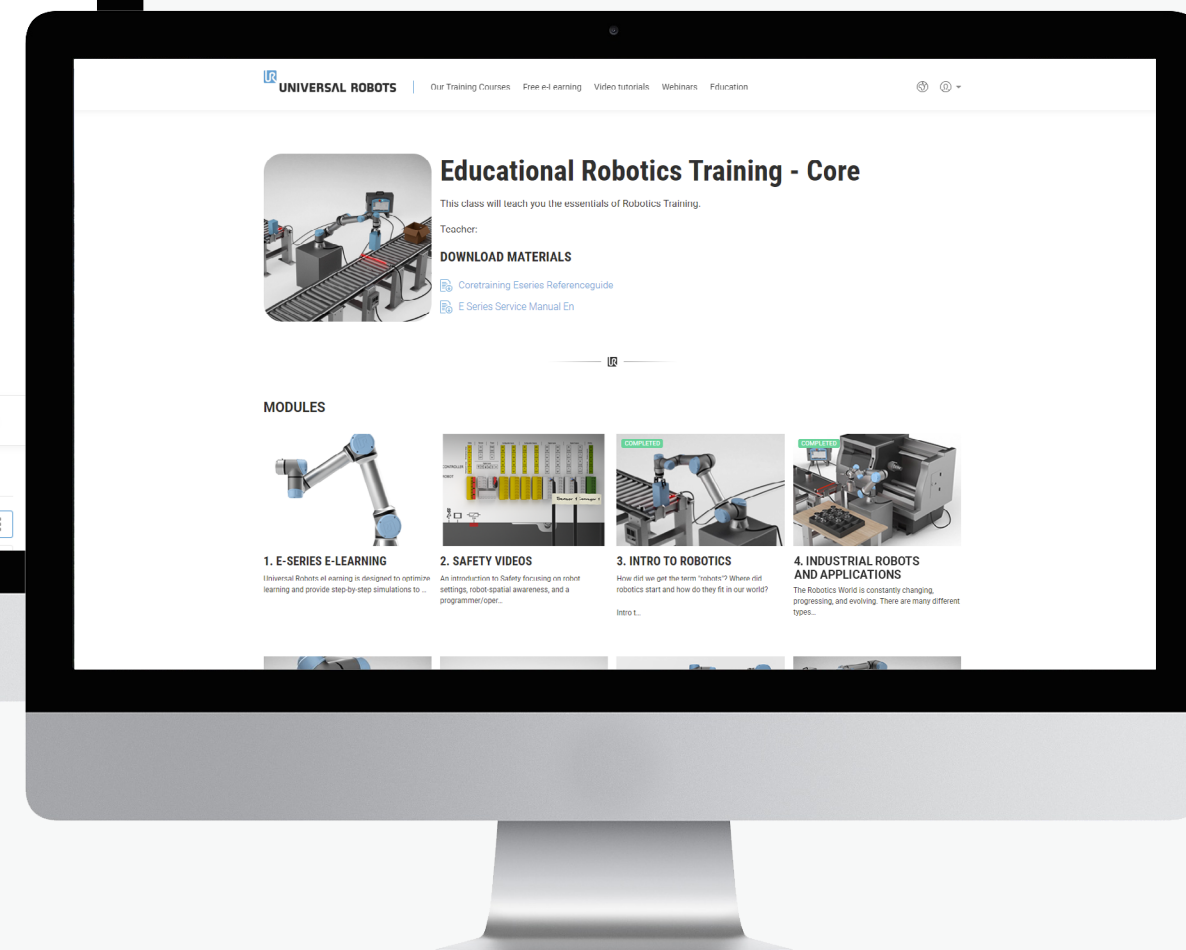 UNIVERSAL ROBOTS
Our Training Courses Free e-Learning Video tutorials Webinars Education
Educational Robotics Training - Core
This class will teach you the essentials of Robotics Training.
Teacher:
DOWNLOAD MATERIALS
Coretraining Eseries Referenceguide
E Series Service Manual En
UR
MODULES
COMPLETED
COMPLETED
1. E-SERIES E-LEARNING
Universal Robots eLearning is designed to optimize
learning and provide step-by-step simulations to ...
2. SAFETY VIDEOS
An introduction to Safety focusing on robot
settings, robot-spatial awareness, and a
programmer/oper...
3. INTRO TO ROBOTICS
How did we get the term "robots"? Where did
robotics start and how do they fit in our world?
Intro t...
4. INDUSTRIAL ROBOTS
AND APPLICATIONS
The Robotics World is constantly changing,
progressing, and evolving. There are many different
types...